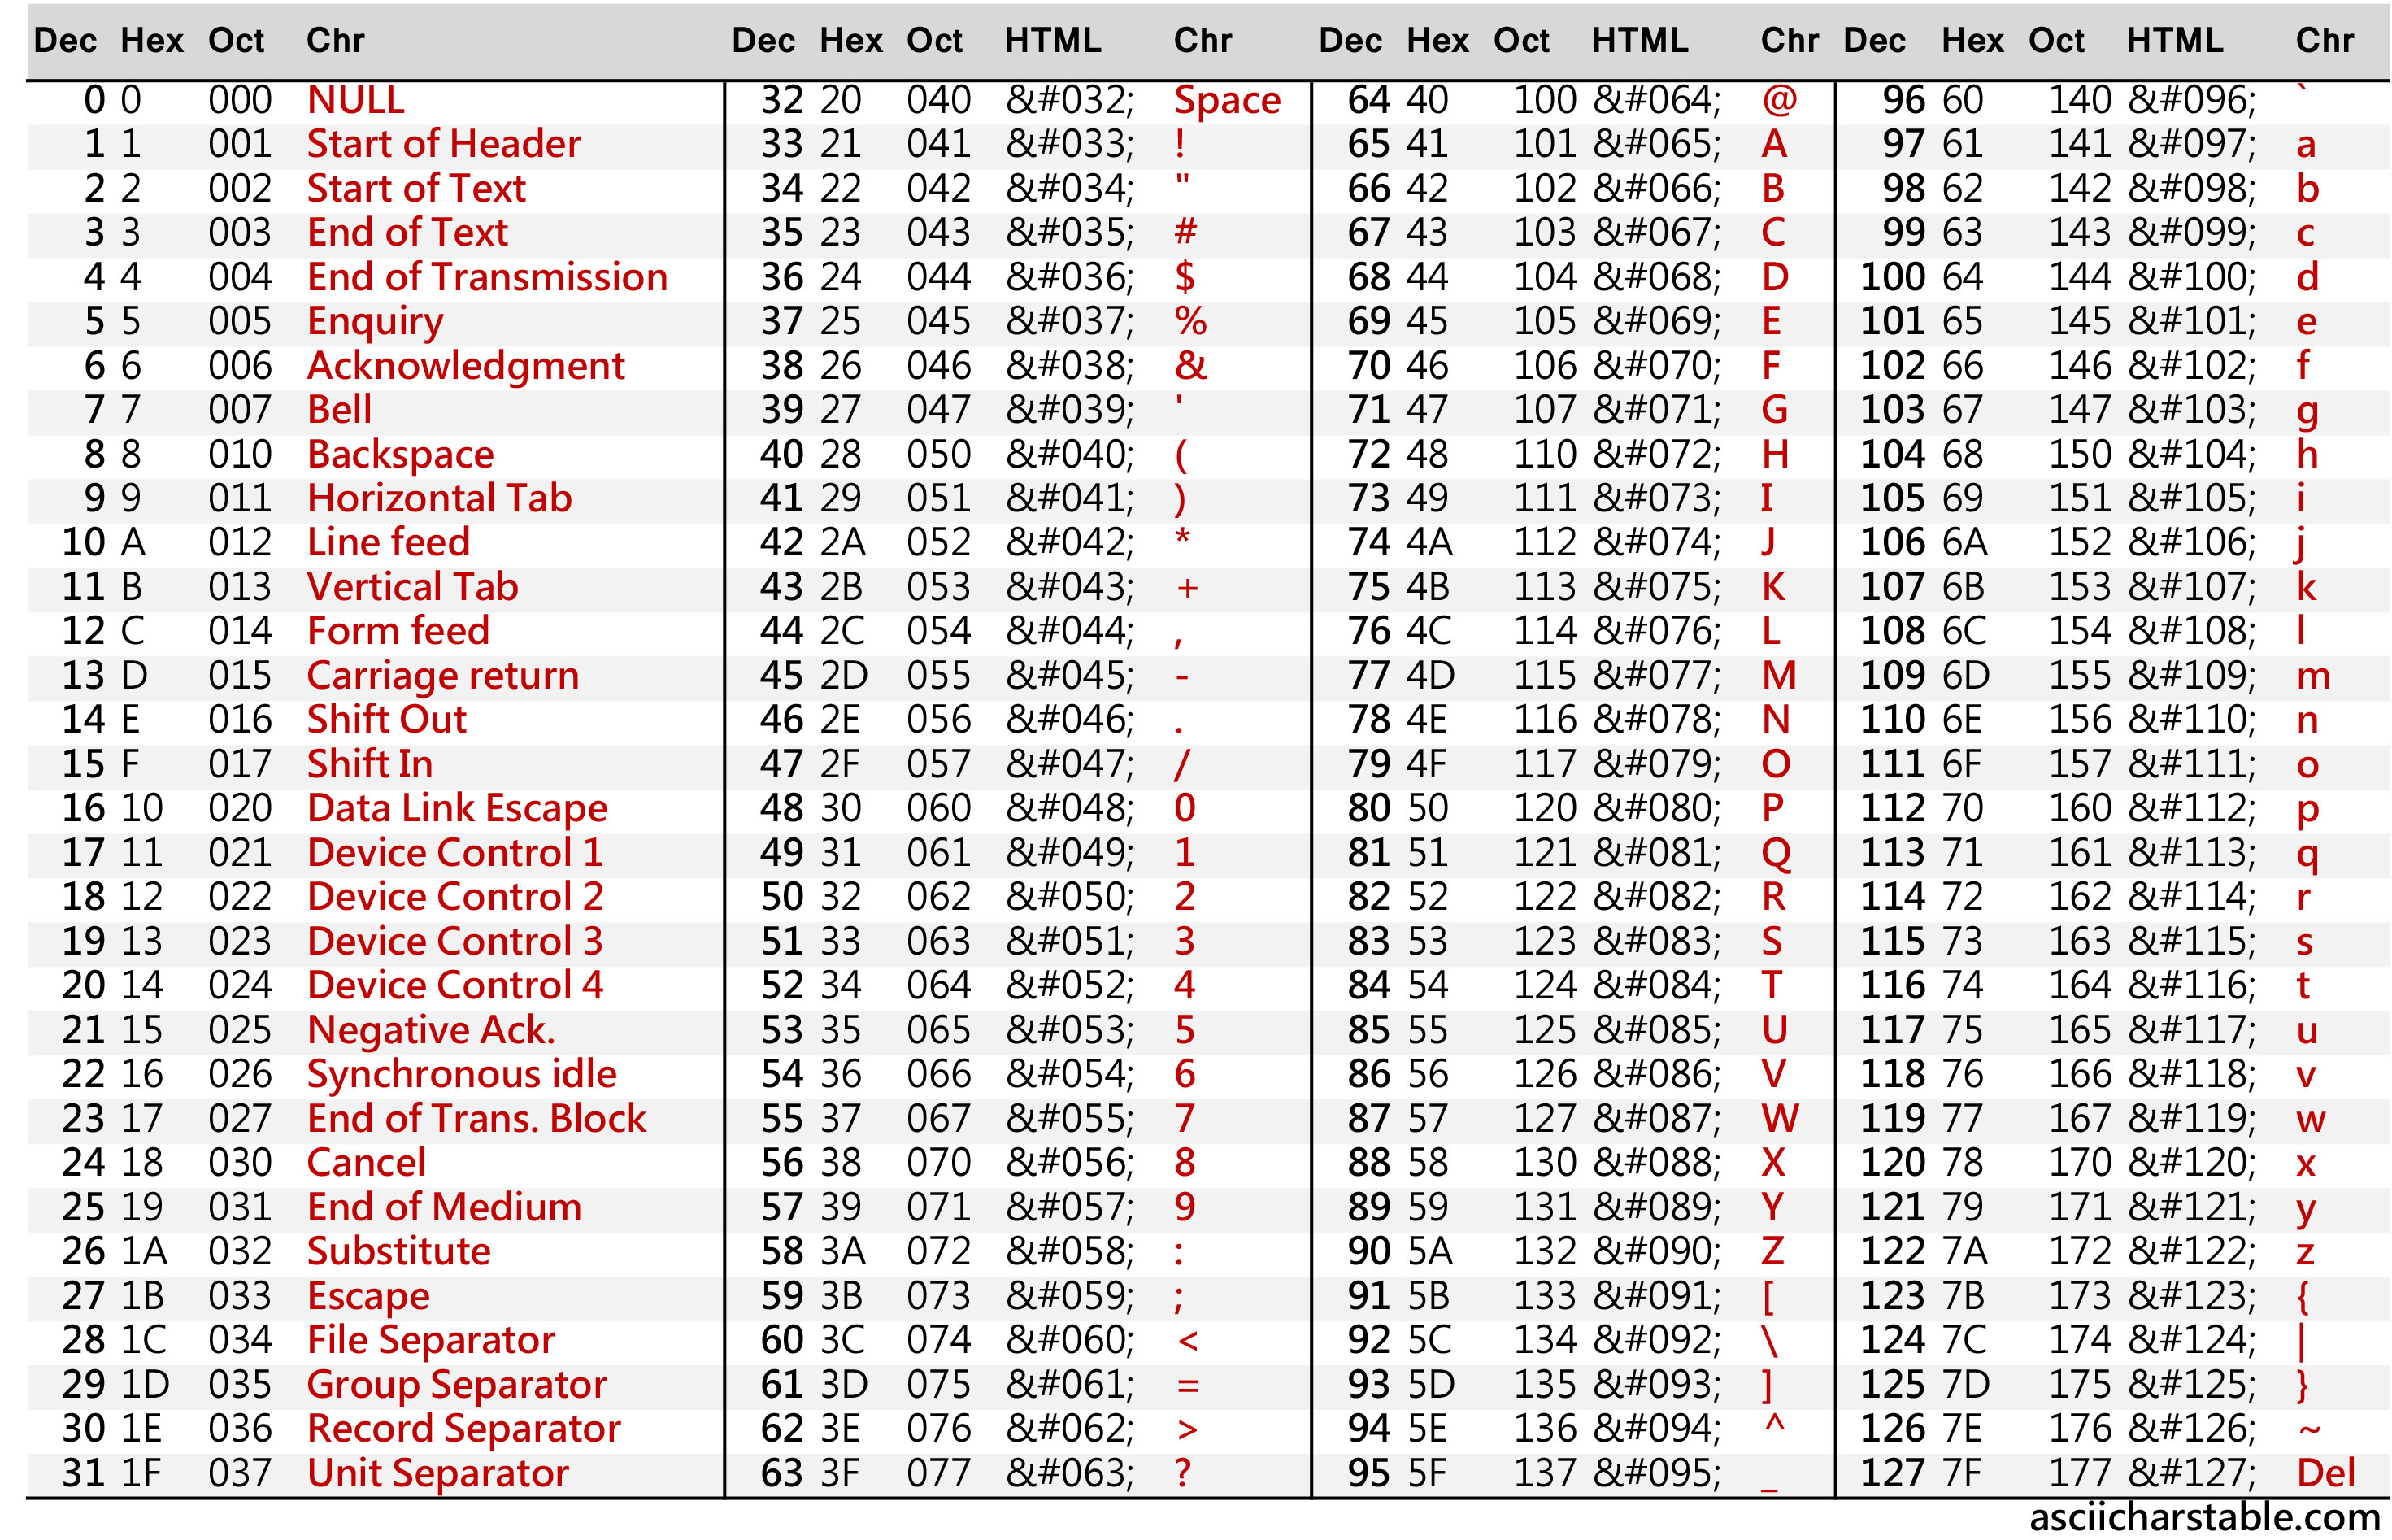 Dec Hex Oct Chr Dec Hex Oct HTML Chr Dec Hex Oct HTML Chr Dec Hex Oct HTML Chr
0 0 000 NULL 32 20 040 &#032; Space 64 40 100 &#064; @ 96 60 140 &#096; `
1 1 001 Start of Header 33 21 041 &#033; ! 65 41 101 &#065; A 97 61 141 &#097; a
2 2 002 Start of Text 34 22 042 &#034; " 66 42 102 &#066; B 98 62 142 &#098; b
3 3 003 End of Text 35 23 043 &#035; # 67 43 103 &#067; C 99 63 143 &#099; c
4 4 004 End of Transmission 36 24 044 &#036; $ 68 44 104 &#068; D 100 64 144 &#100; d
5 5 005 Enquiry 37 25 045 &#037; % 69 45 105 &#069; E 101 65 145 &#101; e
6 6 006 Acknowledgment 38 26 046 &#038; & 70 46 106 &#070; F 102 66 146 &#102; f
7 7 007 Bell 39 27 047 &#039; ' 71 47 107 &#071; G 103 67 147 &#103; g
8 8 010 Backspace 40 28 050 &#040; ( 72 48 110 &#072; H 104 68 150 &#104; h
9 9 011 Horizontal Tab 41 29 051 &#041; ) 73 49 111 &#073; I 105 69 151 &#105; i
10 A 012 Line feed 42 2A 052 &#042; * 74 4A 112 &#074; J 106 6A 152 &#106; j
11 B 013 Vertical Tab 43 2B 053 &#043; + 75 4B 113 &#075; K 107 6B 153 &#107; k
12 C 014 Form feed 44 2C 054 &#044; , 76 4C 114 &#076; L 108 6C 154 &#108; l
13 D 015 Carriage return 45 2D 055 &#045; - 77 4D 115 &#077; M 109 6D 155 &#109; m
14 E 016 Shift Out 46 2E 056 &#046; . 78 4E 116 &#078; N 110 6E 156 &#110; n
15 F 017 Shift In 47 2F 057 &#047; / 79 4F 117 &#079; O 111 6F 157 &#111; o
16 10 020 Data Link Escape 48 30 060 &#048; 0 80 50 120 &#080; P 112 70 160 &#112; p
17 11 021 Device Control 1 49 31 061 &#049; 1 81 51 121 &#081; Q 113 71 161 &#113; q
18 12 022 Device Control 2 50 32 062 &#050; 2 82 52 122 &#082; R 114 72 162 &#114; r
19 13 023 Device Control 3 51 33 063 &#051; 3 83 53 123 &#083; S 115 73 163 &#115; s
20 14 024 Device Control 4 52 34 064 &#052; 4 84 54 124 &#084; T 116 74 164 &#116; t
21 15 025 Negative Ack. 53 35 065 &#053; 5 85 55 125 &#085; U 117 75 165 &#117; u
22 16 026 Synchronous idle 54 36 066 &#054; 6 86 56 126 &#086; V 118 76 166 &#118; v
23 17 027 End of Trans. Block 55 37 067 &#055; 7 87 57 127 &#087; W 119 77 167 &#119; w
24 18 030 Cancel 56 38 070 &#056; 8 88 58 130 &#088; X 120 78 170 &#120; x
25 19 031 End of Medium 57 39 071 &#057; 9 89 59 131 &#089; Y 121 79 171 &#121; y
26 1A 032 Substitute 58 3A 072 &#058; : 90 5A 132 &#090; Z 122 7A 172 &#122; z
27 1B 033 Escape 59 3B 073 &#059; ; 91 5B 133 &#091; [ 123 7B 173 &#123; {
28 1C 034 File Separator 60 3C 074 &#060; < 92 5C 134 &#092; \ 124 7C 174 &#124; |
29 1D 035 Group Separator 61 3D 075 &#061; = 93 5D 135 &#093; ] 125 7D 175 &#125; }
30 1E 036 Record Separator 62 3E 076 &#062; > 94 5E 136 &#094; ^ 126 7E 176 &#126; ~
31 1F 037 Unit Separator 63 3F 077 &#063; ? 95 5F 137 &#095; _ 127 7F 177 &#127; Del
asciicharstable.com